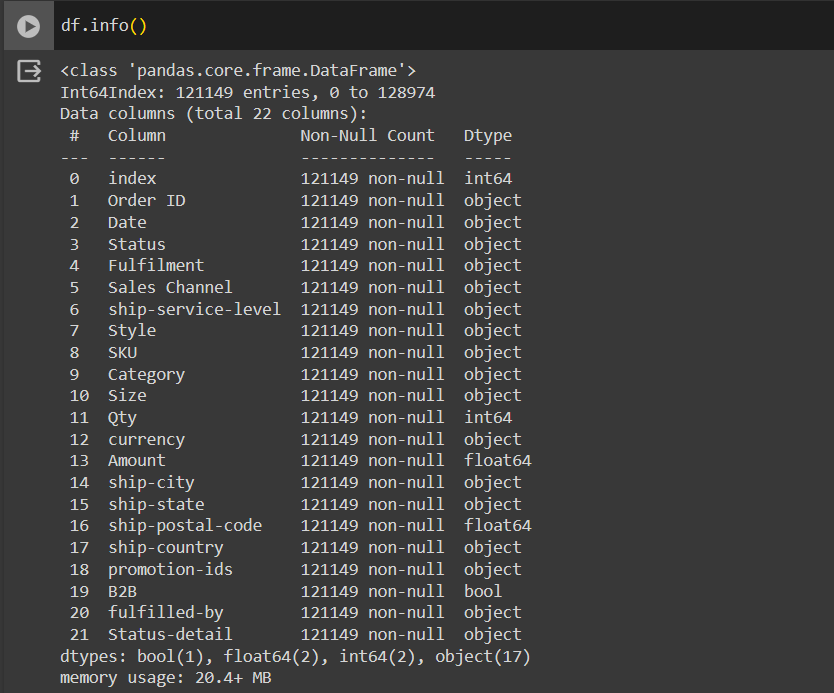 df.info()
<class 'pandas.core.frame.DataFrame'>
Int64Index: 121149 entries, 0 to 128974
Data columns (total 22 columns):
 #   Column              Non-Null Count   Dtype
---  ------              --------------   -----
 0   index               121149 non-null  int64
 1   Order ID            121149 non-null  object
 2   Date                121149 non-null  object
 3   Status              121149 non-null  object
 4   Fulfilment          121149 non-null  object
 5   Sales Channel       121149 non-null  object
 6   ship-service-level  121149 non-null  object
 7   Style               121149 non-null  object
 8   SKU                 121149 non-null  object
 9   Category            121149 non-null  object
 10  Size                121149 non-null  object
 11  Qty                 121149 non-null  int64
 12  currency            121149 non-null  object
 13  Amount              121149 non-null  float64
 14  ship-city           121149 non-null  object
 15  ship-state          121149 non-null  object
 16  ship-postal-code    121149 non-null  float64
 17  ship-country        121149 non-null  object
 18  promotion-ids       121149 non-null  object
 19  B2B                 121149 non-null  bool
 20  fulfilled-by        121149 non-null  object
 21  Status-detail       121149 non-null  object
dtypes: bool(1), float64(2), int64(2), object(17)
memory usage: 20.4+ MB